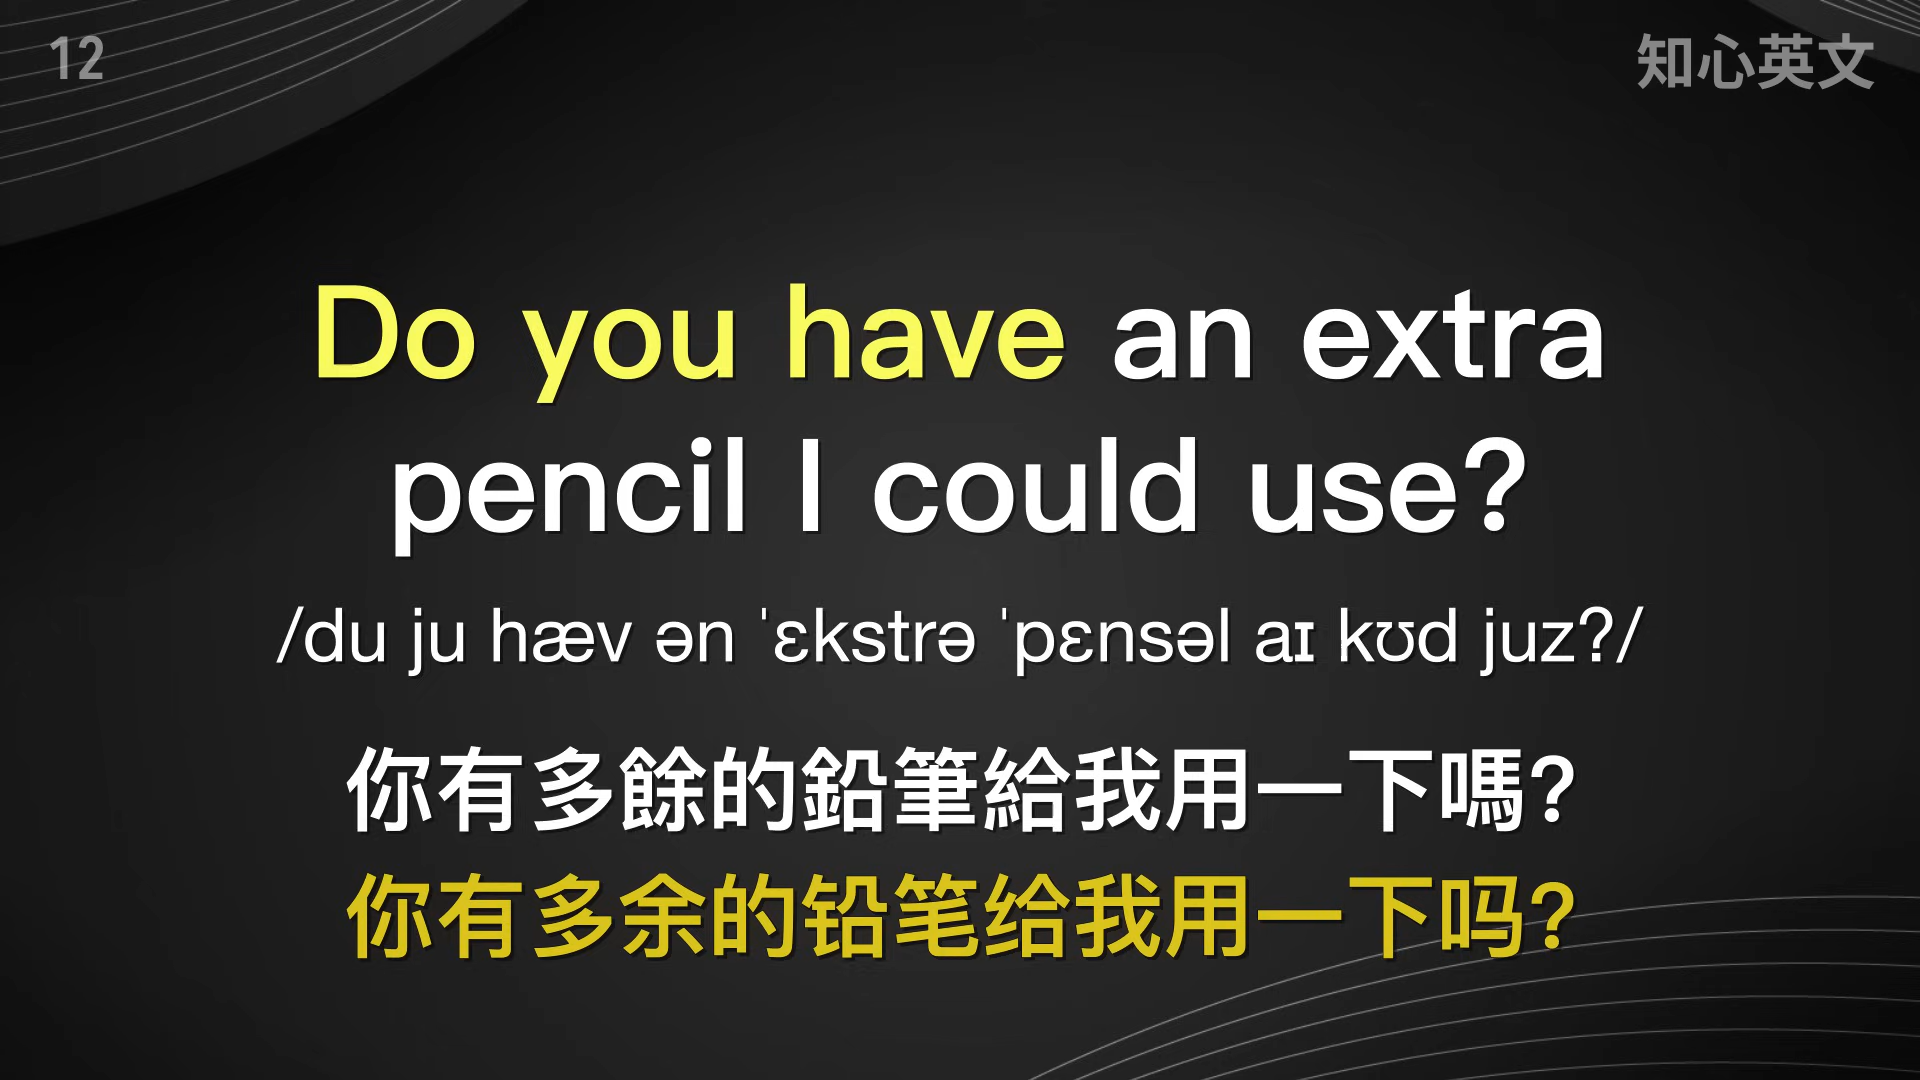 12
知心英文
Do you have an extra
pencil I could use?
/du ju hæv ən ˈɛkstrə ˈpɛnsəl aɪ kʊd juz?/
你有多餘的鉛筆給我用一下嗎?
你有多余的铅笔给我用一下吗?